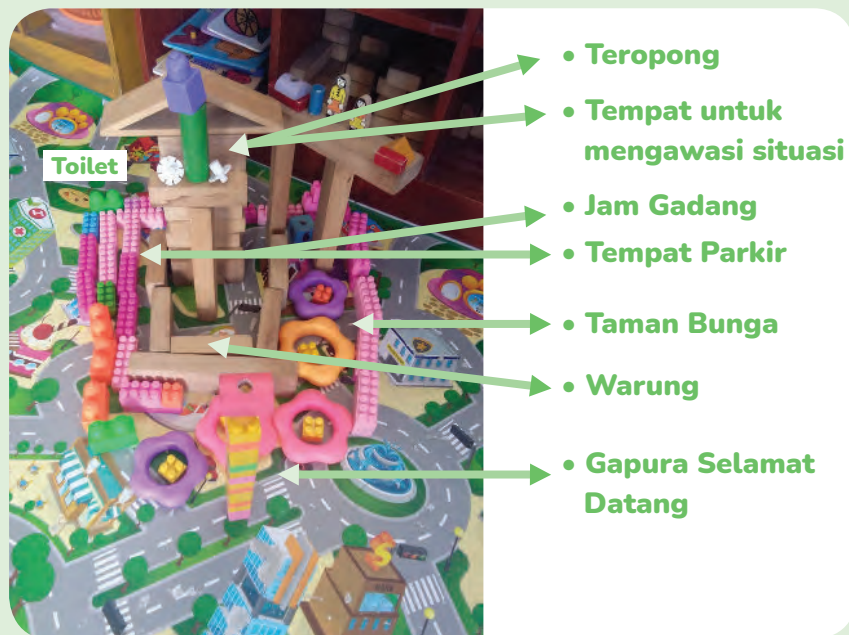 Toilet
• Teropong
• Tempat untuk
mengawasi situasi
• Jam Gadang
• Tempat Parkir
• Taman Bunga
• Warung
• Gapura Selamat
Datang